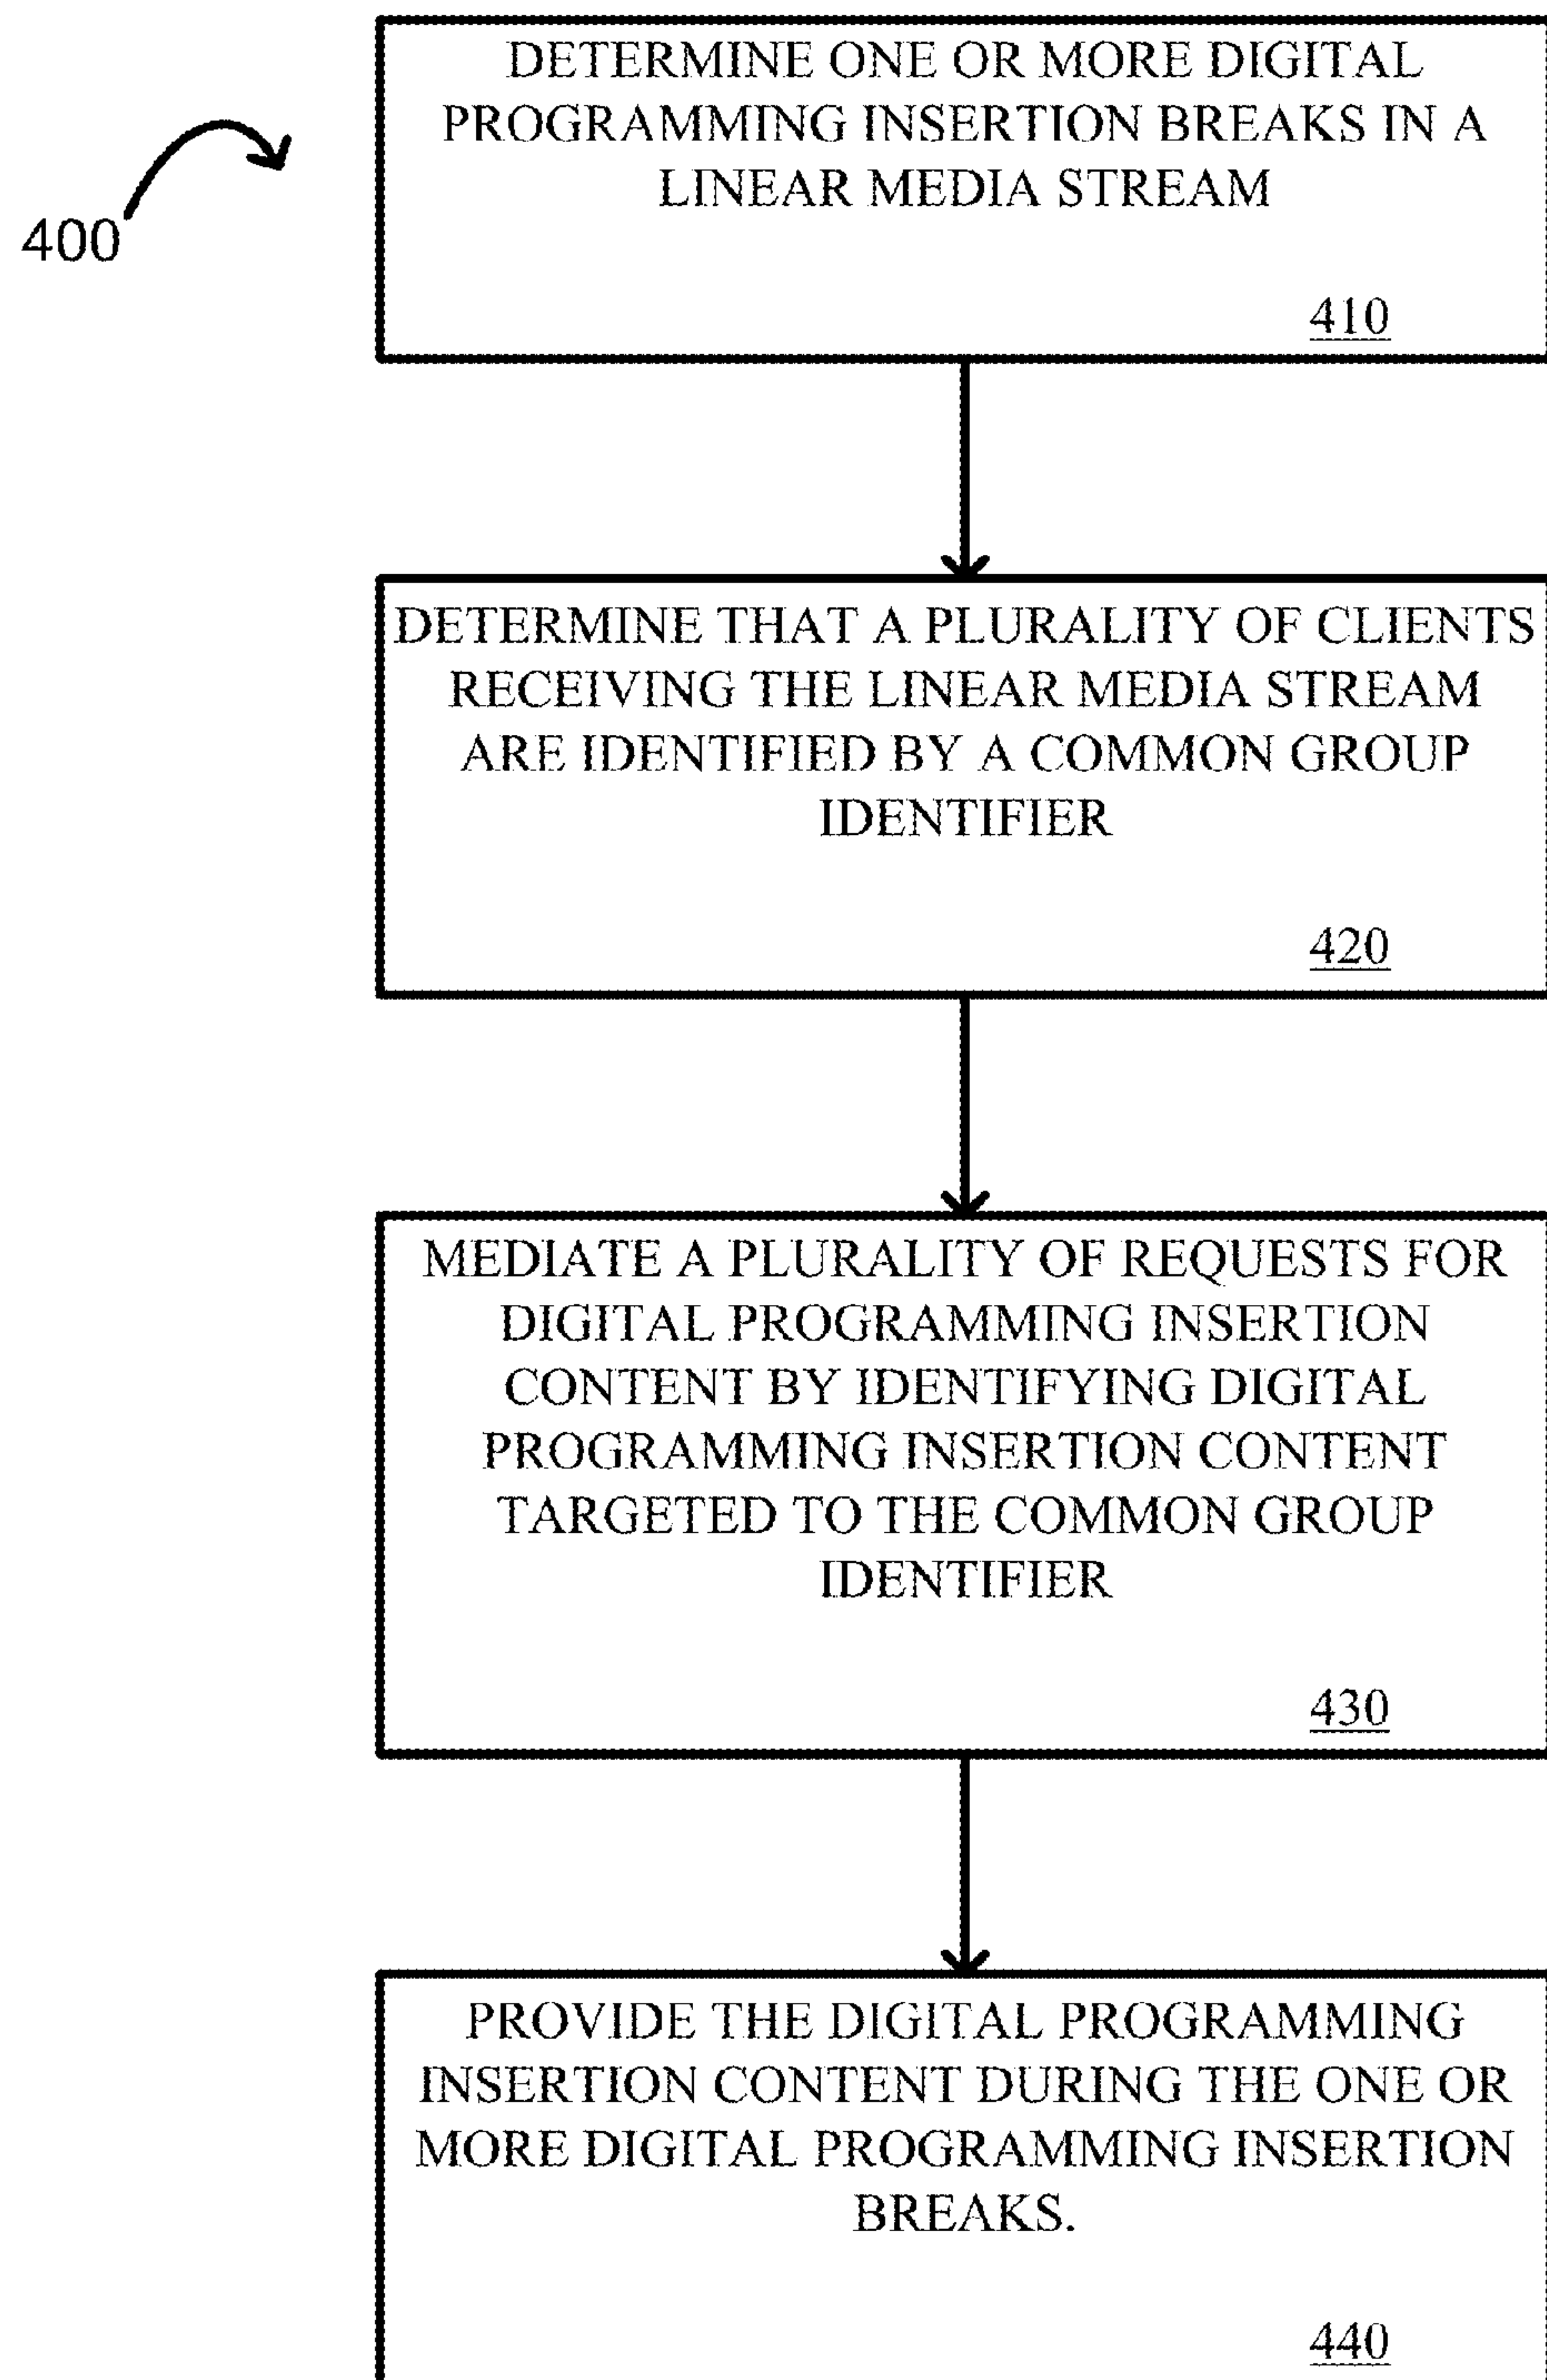 DETERMINE ONE OR MORE DIGITAL
PROGRAMMING INSERTION BREAKS IN A
LINEAR MEDIA STREAM
410
400
DETERMINE THAT A PLURALITY OF CLIENTS
RECEIVING THE LINEAR MEDIA STREAM
ARE IDENTIFIED BY A COMMON GROUP
IDENTIFIER
420
MEDIATE A PLURALITY OF REQUESTS FOR
DIGITAL PROGRAMMING INSERTION
CONTENT BY IDENTIFYING DIGITAL
PROGRAMMING INSERTION CONTENT
TARGETED TO THE COMMON GROUP
IDENTIFIER
430
PROVIDE THE DIGITAL PROGRAMMING
INSERTION CONTENT DURING THE ONE OR
MORE DIGITAL PROGRAMMING INSERTION
BREAKS.
440